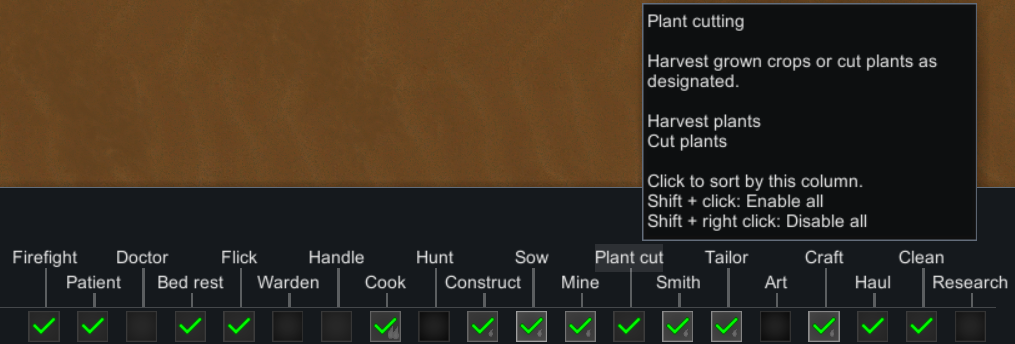 Plant cutting
Harvest grown crops or cut plants as
designated.
Harvest plants
Cut plants
Click to sort by this column.
Shift + click: Enable all
Shift + right click: Disable all
Firefight Doctor Flick Handle Hunt Sow Plant cut Tailor Craft Clean
Patient Bed rest Warden Cook Construct Mine Smith Art Haul Research